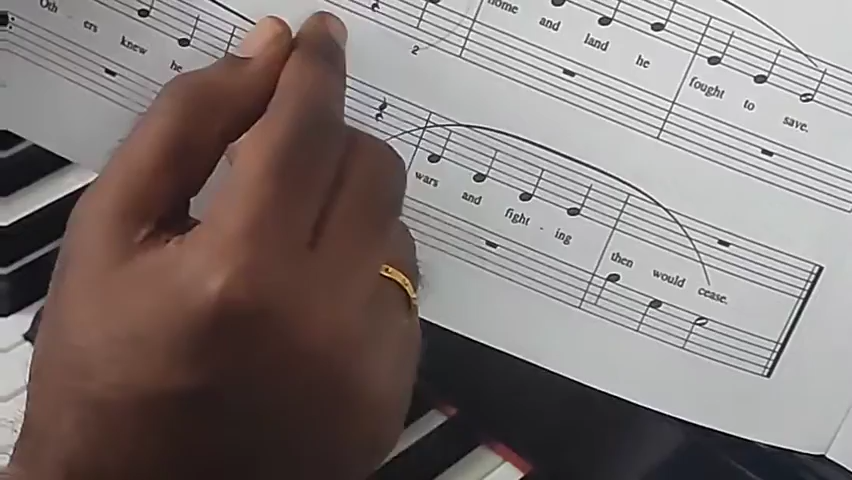 Oth ers knew he
home and land he fought to save.
2
wars and fight - ing then would cease.